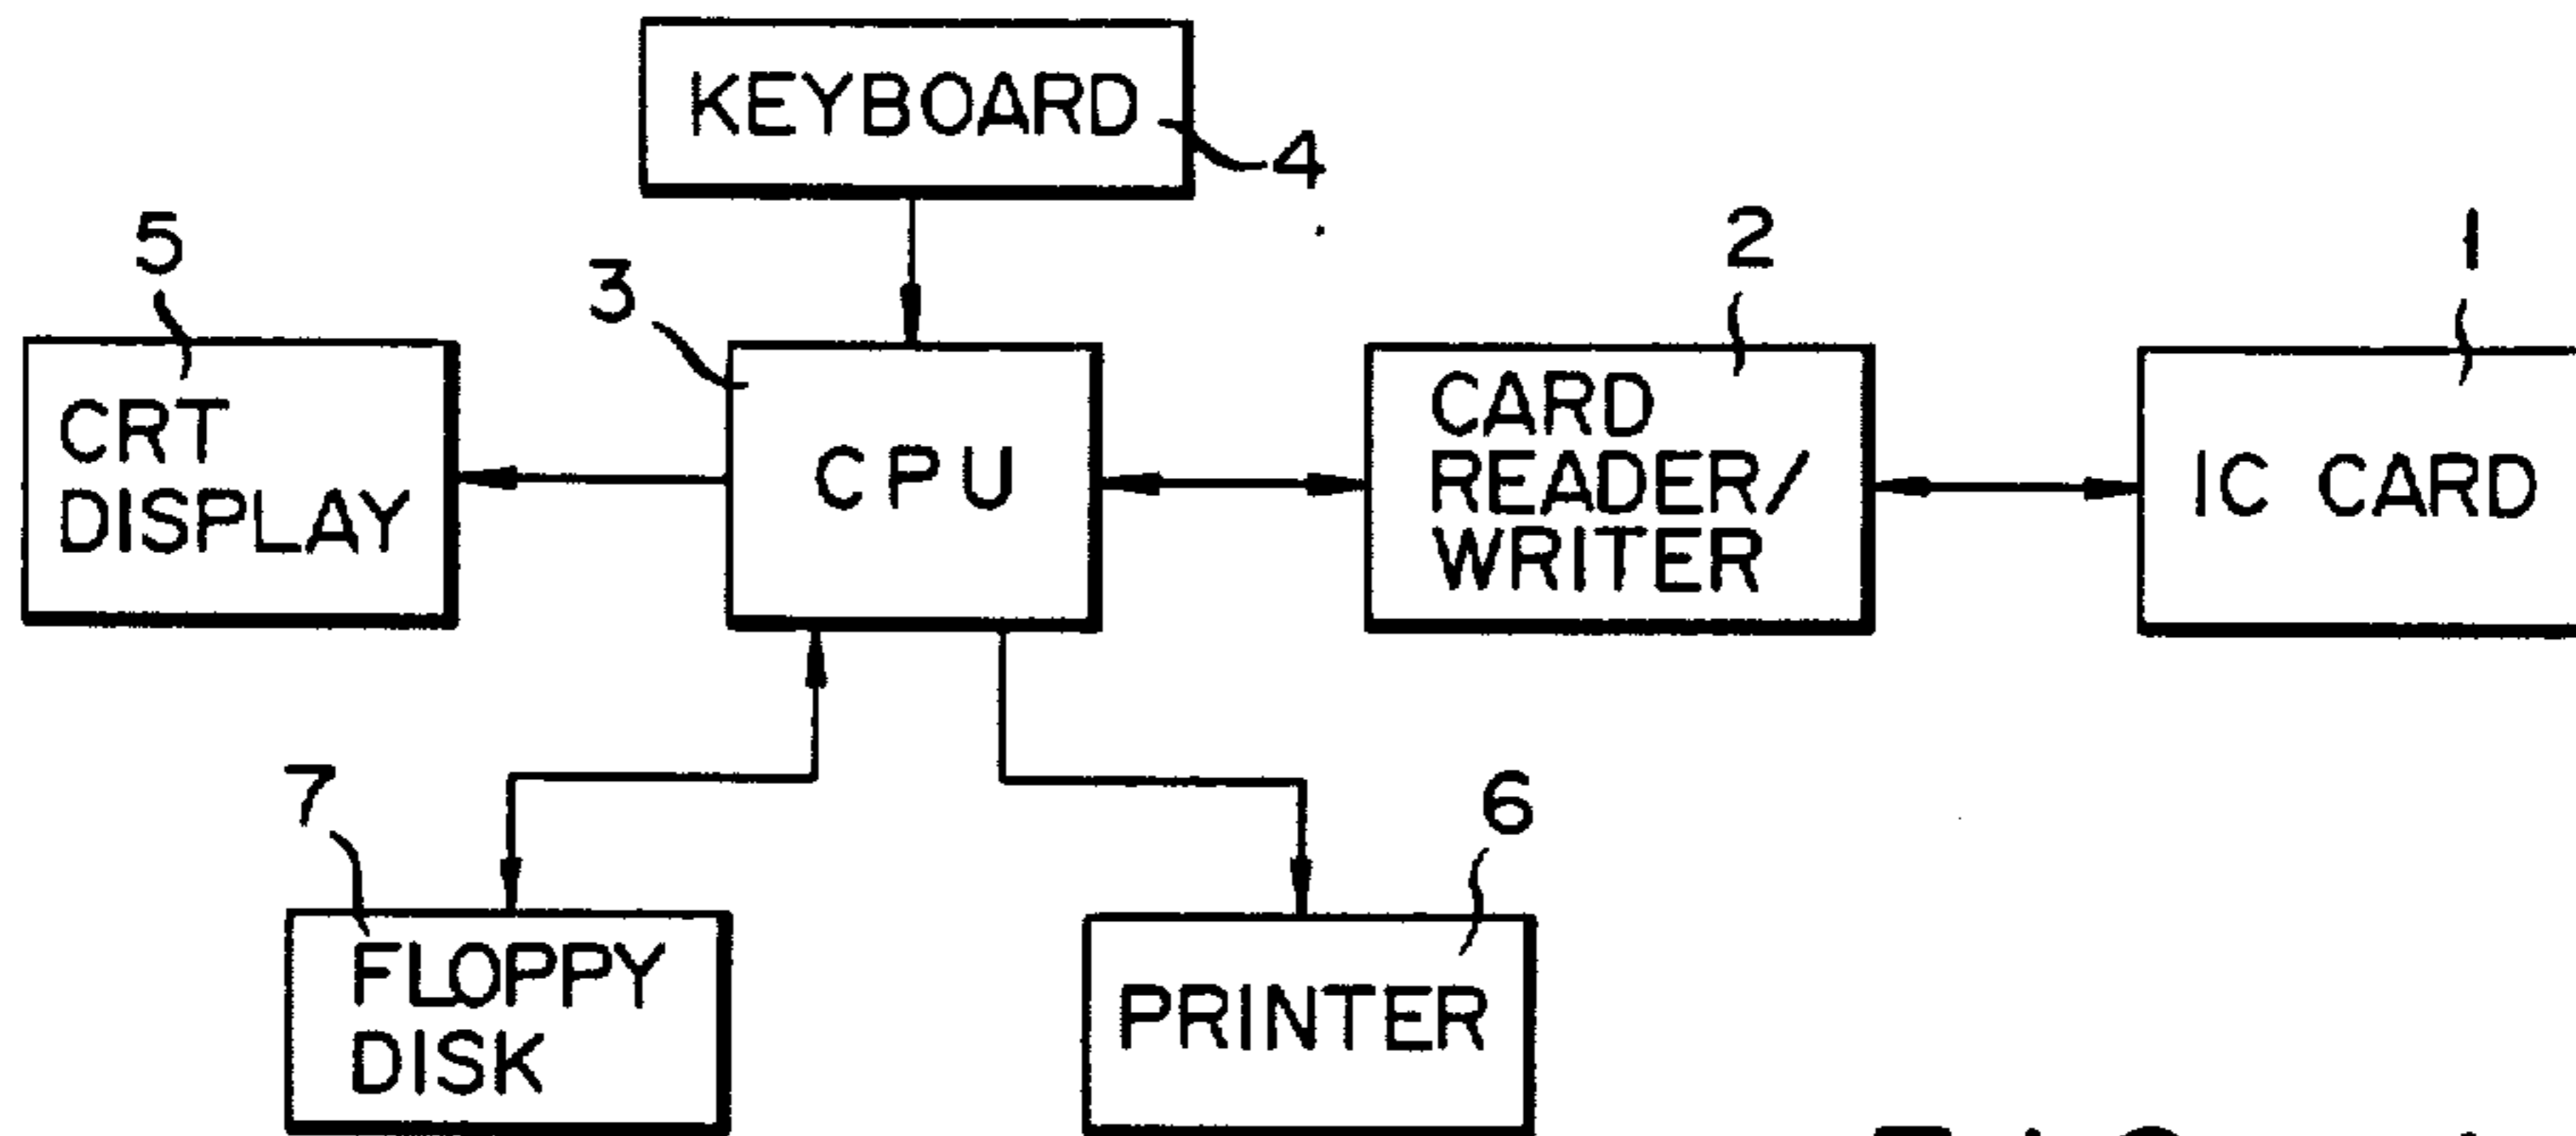 KEYBOARD
4
5
3
2
1
CRT
DISPLAY
CPU
CARD
READER/
WRITER
IC CARD
7
6
FLOPPY
DISK
PRINTER